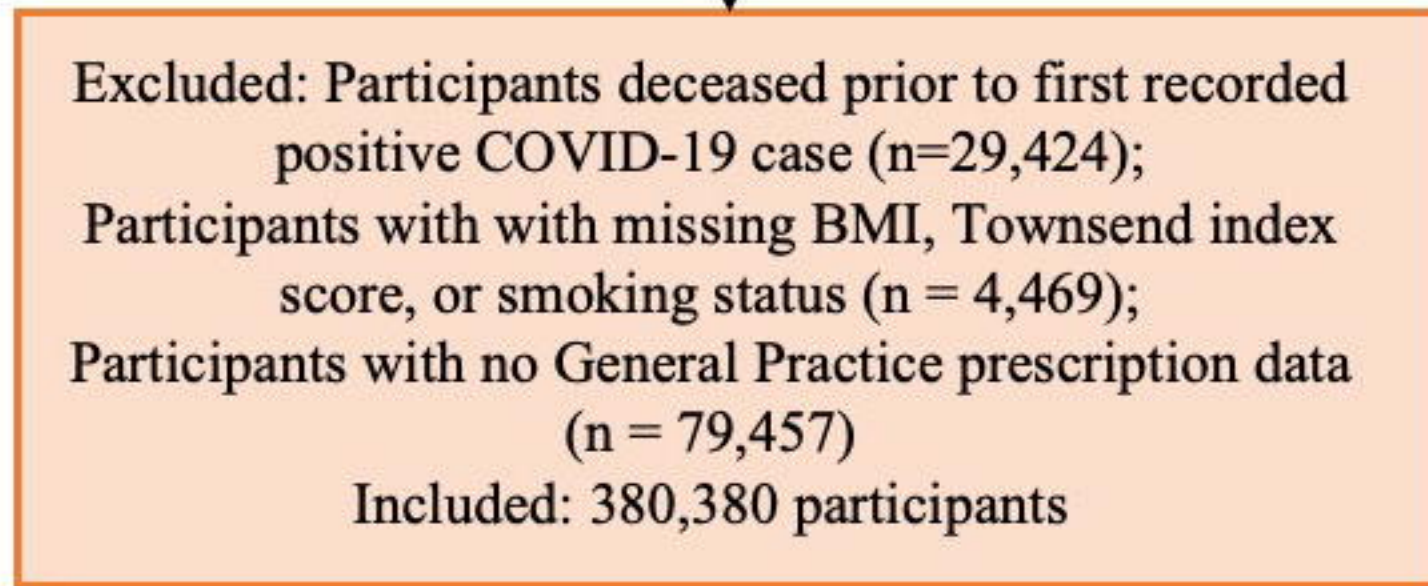 Excluded: Participants deceased prior to first recorded
positive COVID-19 case (n=29,424);
Participants with with missing BMI, Townsend index
score, or smoking status (n = 4,469);
Participants with no General Practice prescription data
(n = 79,457)
Included: 380,380 participants